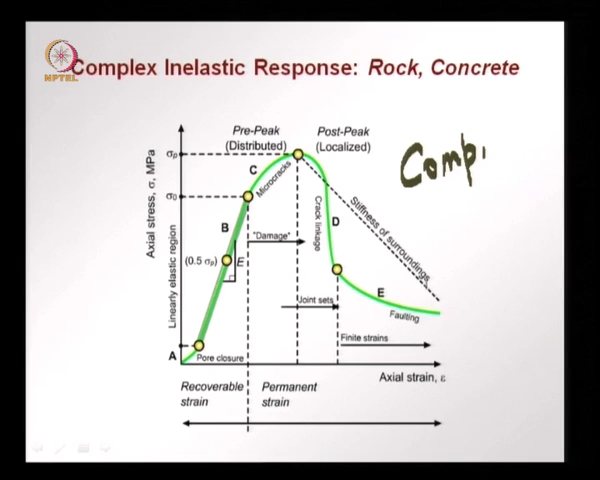 NPTEL
Complex Inelastic Response: Rock, Concrete
Pre-Peak
(Distributed)
Post-Peak
(Localized)
Comp.
Axial stress, σ, MPa
Linearly elastic region
σp
σ0
(0.5 σp)
A
B
C
D
E
E
Microcracks
"Damage"
Crack linkage
Stiffness of surroundings
Joint sets
Faulting
Finite strains
Pore closure
Axial strain, ε
Recoverable
strain
Permanent
strain